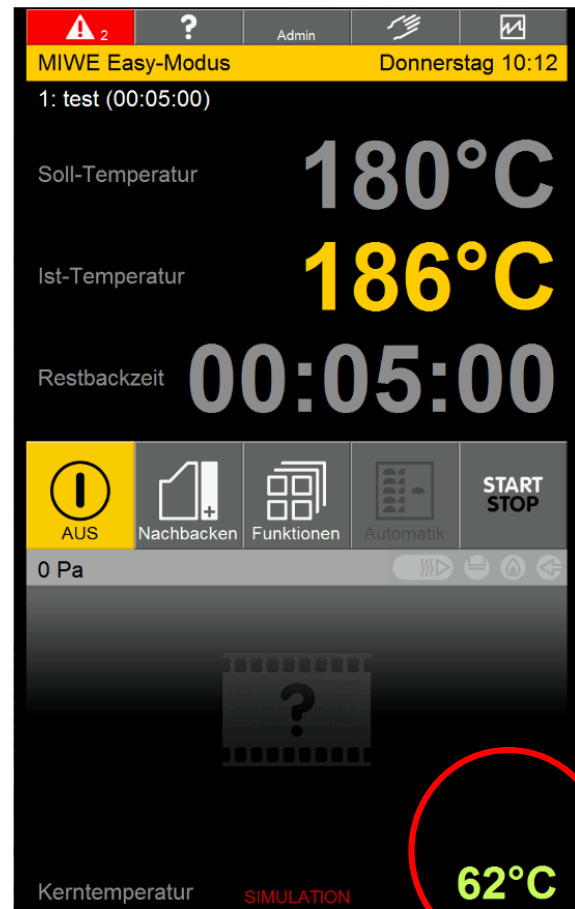 2 ? Admin
MIWE Easy-Modus Donnerstag 10:12
1: test (00:05:00)
Soll-Temperatur 180°C
Ist-Temperatur 186°C
Restbackzeit 00:05:00
AUS Nachbacken Funktionen Automatik START
STOP
0 Pa
?
Kerntemperatur SIMULATION 62°C